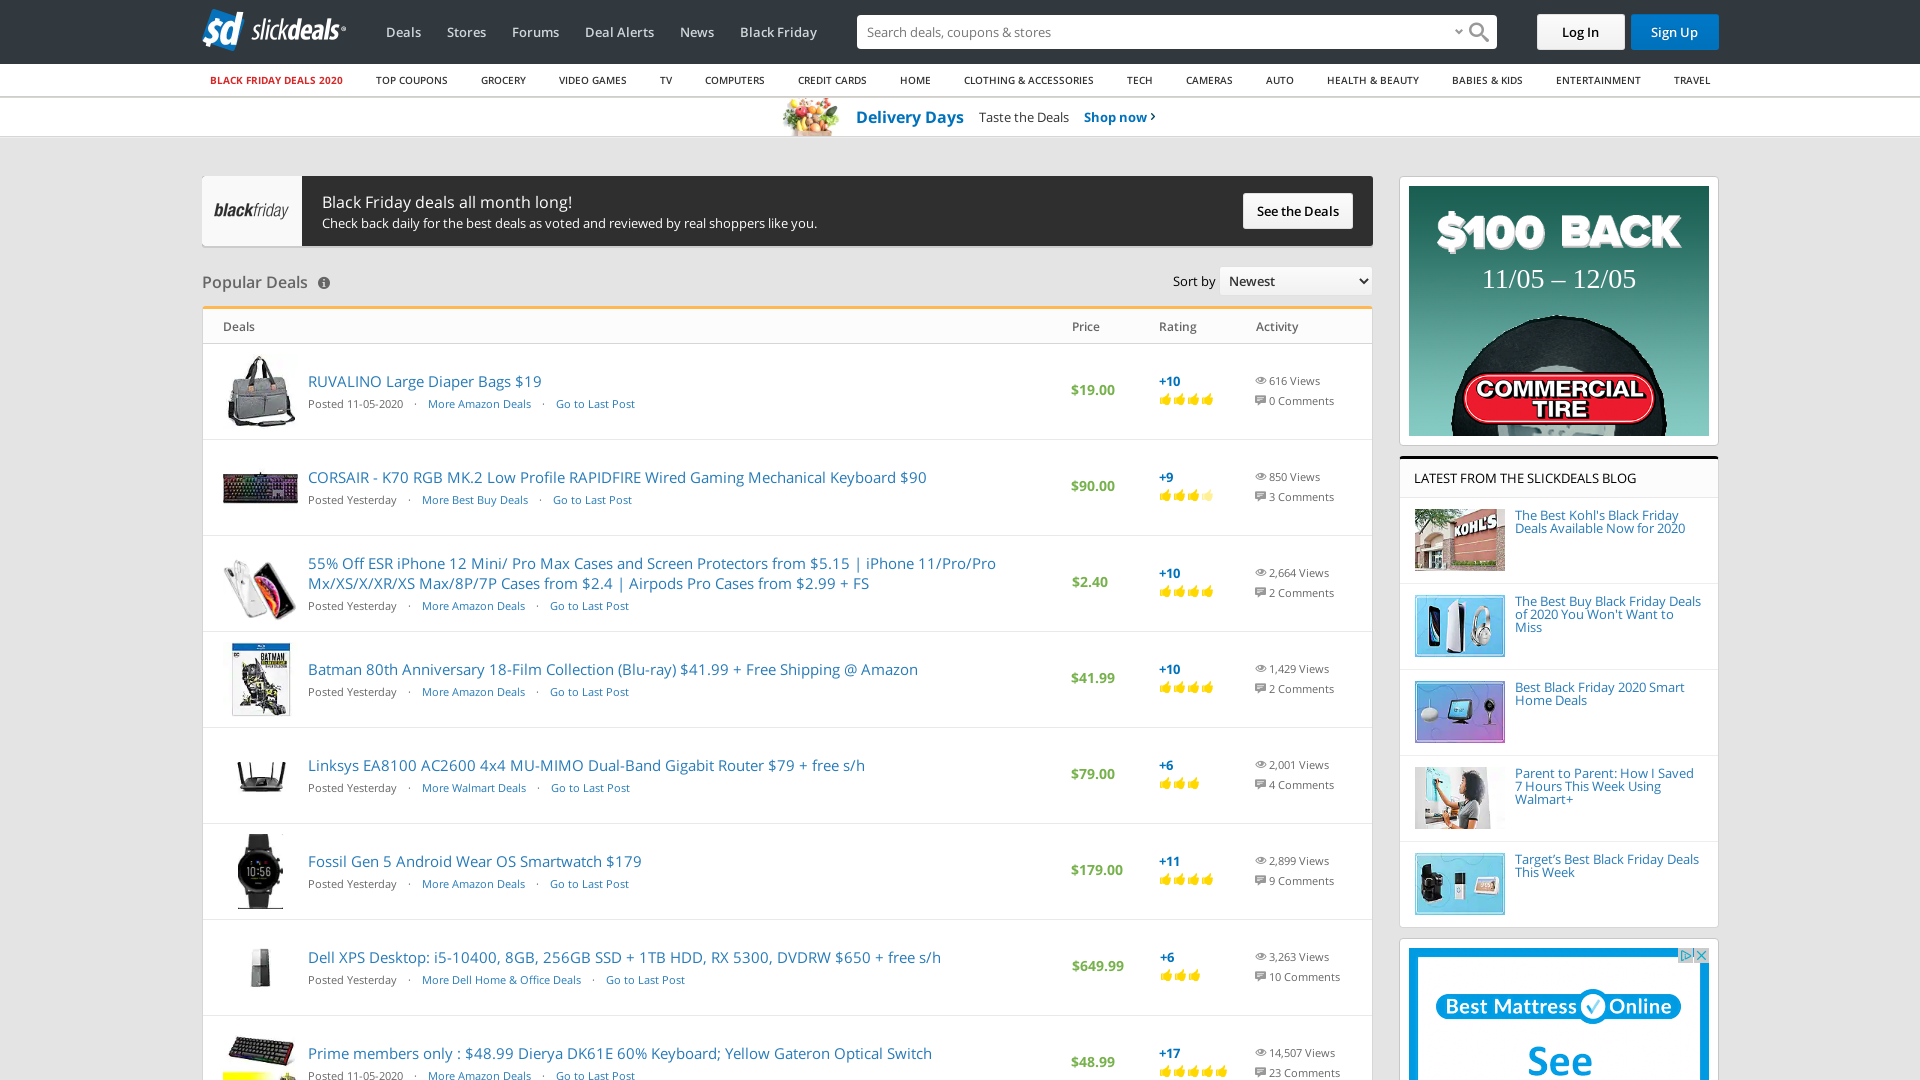 sd slickdeals®
Deals Stores Forums Deal Alerts News Black Friday
Search deals, coupons & stores
Log In Sign Up
BLACK FRIDAY DEALS 2020 TOP COUPONS GROCERY VIDEO GAMES TV COMPUTERS CREDIT CARDS HOME CLOTHING & ACCESSORIES TECH CAMERAS AUTO HEALTH & BEAUTY BABIES & KIDS ENTERTAINMENT TRAVEL
Delivery Days Taste the Deals Shop now
blackfriday
Black Friday deals all month long!
Check back daily for the best deals as voted and reviewed by real shoppers like you.
See the Deals
Popular Deals
Sort by Newest
Deals Price Rating Activity
RUVALINO Large Diaper Bags $19
Posted 11-05-2020 · More Amazon Deals · Go to Last Post
$19.00
+10
616 Views
0 Comments
CORSAIR - K70 RGB MK.2 Low Profile RAPIDFIRE Wired Gaming Mechanical Keyboard $90
Posted Yesterday · More Best Buy Deals · Go to Last Post
$90.00
+9
850 Views
3 Comments
55% Off ESR iPhone 12 Mini/ Pro Max Cases and Screen Protectors from $5.15 | iPhone 11/Pro/Pro
Mx/XS/X/XR/XS Max/8P/7P Cases from $2.4 | Airpods Pro Cases from $2.99 + FS
Posted Yesterday · More Amazon Deals · Go to Last Post
$2.40
+10
2,664 Views
2 Comments
BATMAN
Batman 80th Anniversary 18-Film Collection (Blu-ray) $41.99 + Free Shipping @ Amazon
Posted Yesterday · More Amazon Deals · Go to Last Post
$41.99
+10
1,429 Views
2 Comments
Linksys EA8100 AC2600 4x4 MU-MIMO Dual-Band Gigabit Router $79 + free s/h
Posted Yesterday · More Walmart Deals · Go to Last Post
$79.00
+6
2,001 Views
4 Comments
10:56
Fossil Gen 5 Android Wear OS Smartwatch $179
Posted Yesterday · More Amazon Deals · Go to Last Post
$179.00
+11
2,899 Views
9 Comments
Dell XPS Desktop: i5-10400, 8GB, 256GB SSD + 1TB HDD, RX 5300, DVDRW $650 + free s/h
Posted Yesterday · More Dell Home & Office Deals · Go to Last Post
$649.99
+6
3,263 Views
10 Comments
Prime members only : $48.99 Dierya DK61E 60% Keyboard; Yellow Gateron Optical Switch
Posted 11-05-2020 · More Amazon Deals · Go to Last Post
$48.99
+17
14,507 Views
23 Comments
$100 BACK
11/05 – 12/05
COMMERCIAL
TIRE
LATEST FROM THE SLICKDEALS BLOG
KOHL'S
The Best Kohl's Black Friday
Deals Available Now for 2020
The Best Buy Black Friday Deals
of 2020 You Won't Want to
Miss
Best Black Friday 2020 Smart
Home Deals
Parent to Parent: How I Saved
7 Hours This Week Using
Walmart+
Target’s Best Black Friday Deals
This Week
Best Mattress Online
See